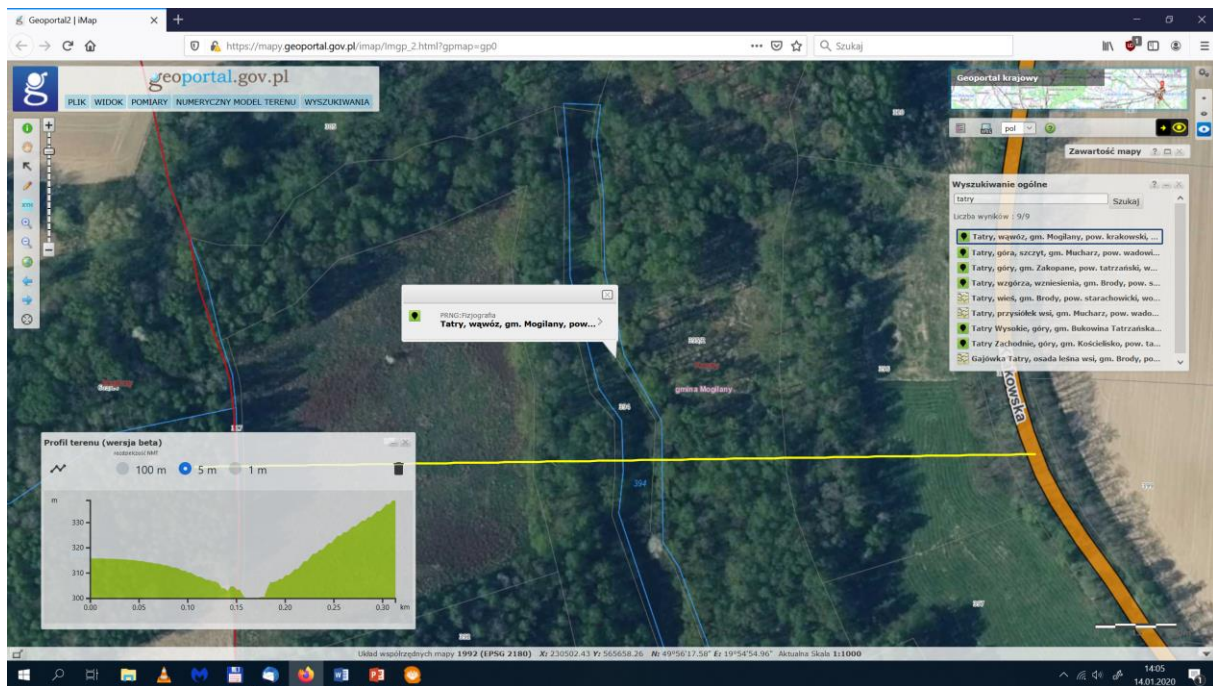 Geoportal2 | iMap
https://mapy.geoportal.gov.pl/imap/Imgp_2.html?gpmap=gp0
Szukaj
geoportal.gov.pl
PLIK WIDOK POMIARY NUMERYCZNY MODEL TERENU WYSZUKIWANIA
Geoportal krajowy
pol
Zawartość mapy
Wyszukiwanie ogólne
tatry
Szukaj
Liczba wyników : 9/9
Tatry, wąwóz, gm. Mogilany, pow. krakowski, ...
Tatry, góra, szczyt, gm. Mucharz, pow. wadowi...
Tatry, góry, gm. Zakopane, pow. tatrzański, w...
Tatry, wzgórza, wzniesienia, gm. Brody, pow. s...
Tatry, wieś, gm. Brody, pow. starachowicki, wo...
Tatry, przysiółek wsi, gm. Mucharz, pow. wado...
Tatry Wysokie, góry, gm. Bukowina Tatrzańska...
Tatry Zachodnie, góry, gm. Kościelisko, pow. ta...
Gajówka Tatry, osada leśna wsi, gm. Brody, po...
PRNG:Fizjografia
Tatry, wąwóz, gm. Mogilany, pow...
gmina Mogilany
394
394
kowska
Profil terenu (wersja beta)
rozdzielczość NMT
100 m 5 m 1 m
m
330
320
310
300
0.00 0.05 0.10 0.15 0.20 0.25 0.30 km
Układ współrzędnych mapy 1992 (EPSG 2180) X: 230502.43 Y: 565658.26 N: 49°56'17.58" E: 19°54'54.96" Aktualna Skala 1:1000
14:05
14.01.2020